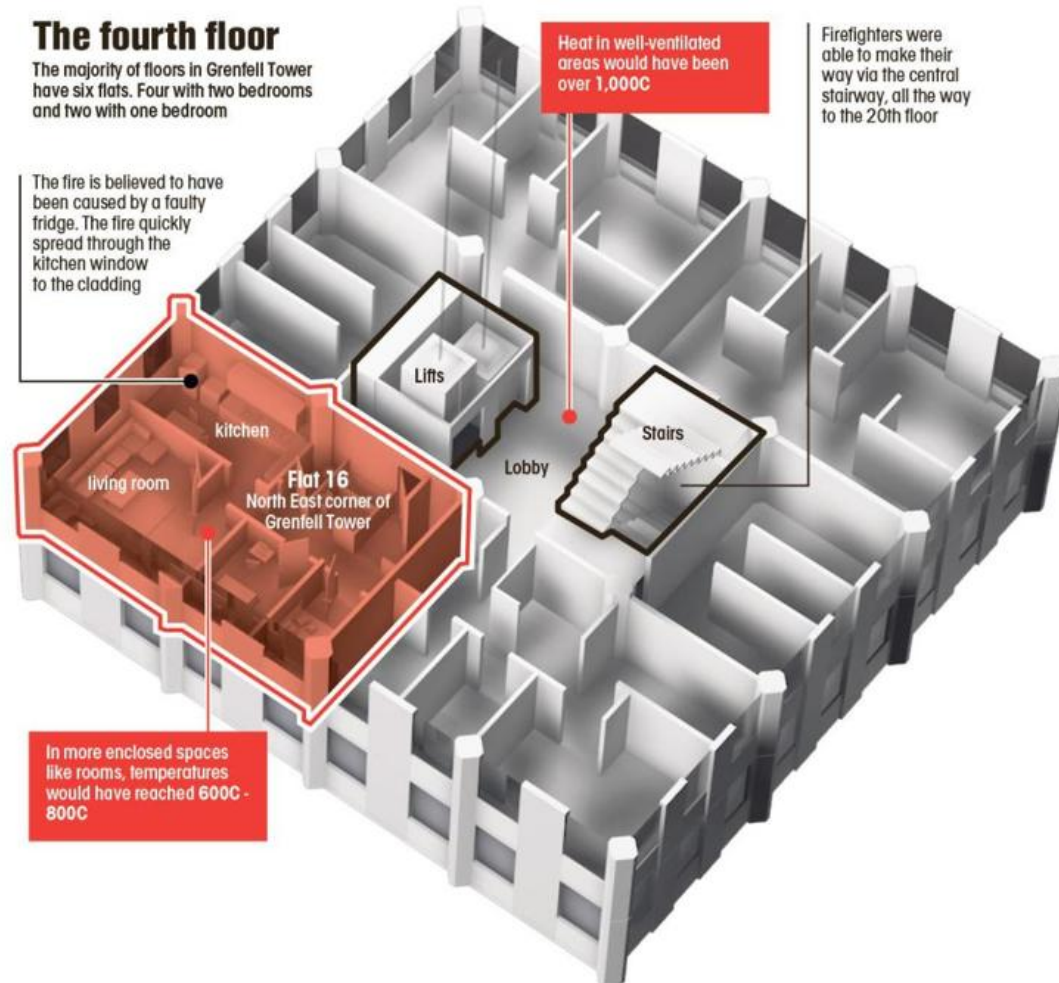 The fourth floor
The majority of floors in Grenfell Tower
have six flats. Four with two bedrooms
and two with one bedroom
Heat in well-ventilated
areas would have been
over 1,000C
Firefighters were
able to make their
way via the central
stairway, all the way
to the 20th floor
The fire is believed to have
been caused by a faulty
fridge. The fire quickly
spread through the
kitchen window
to the cladding
Lifts
Stairs
Lobby
kitchen
living room
Flat 16
North East corner of
Grenfell Tower
In more enclosed spaces
like rooms, temperatures
would have reached 600C -
800C